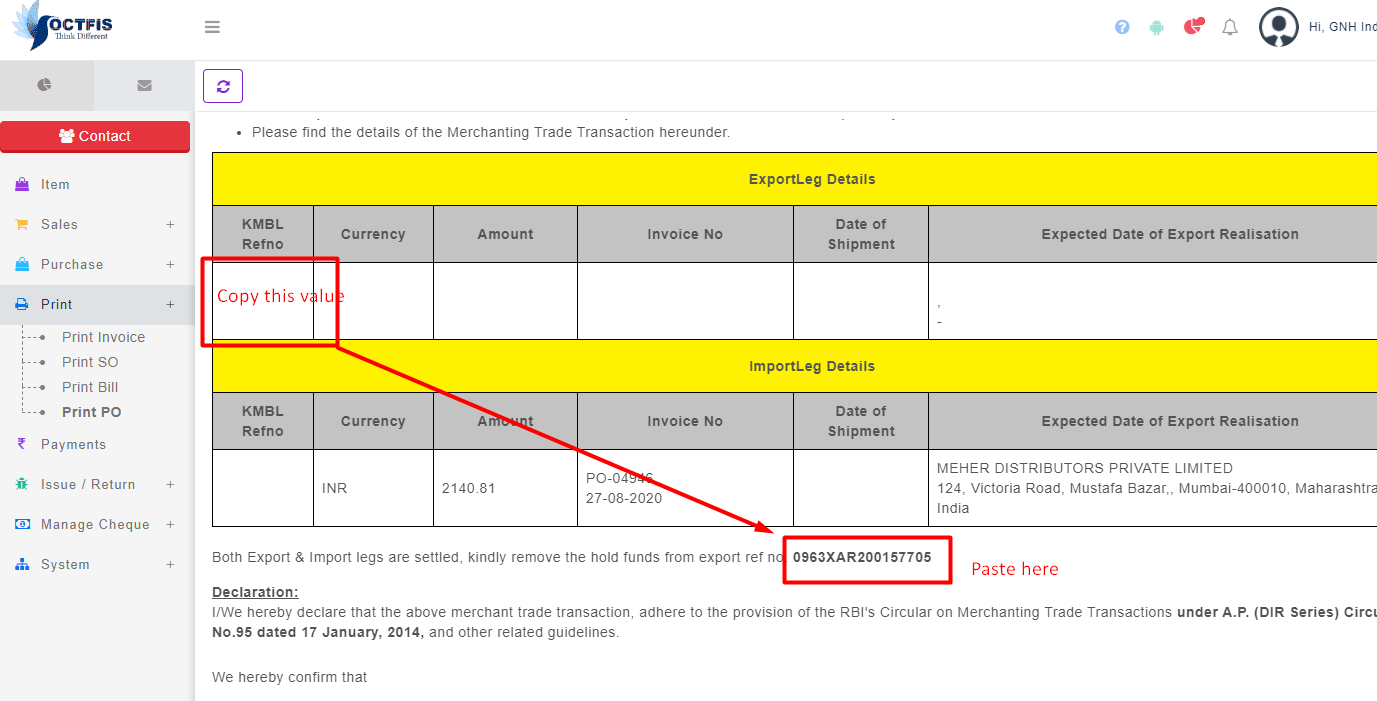 OCTFIS
Think Different
Hi, GNH Ind
Contact
Item
Sales +
Purchase +
Print +
Print Invoice
Print SO
Print Bill
Print PO
₹ Payments
Issue / Return +
Manage Cheque +
System +
• Please find the details of the Merchanting Trade Transaction hereunder.
ExportLeg Details
KMBL Refno Currency Amount Invoice No Date of Shipment Expected Date of Export Realisation
Copy this value
,
-
ImportLeg Details
KMBL Refno Currency Amount Invoice No Date of Shipment Expected Date of Export Realisation
INR 2140.81
PO-04946
27-08-2020
MEHER DISTRIBUTORS PRIVATE LIMITED
124, Victoria Road, Mustafa Bazar,, Mumbai-400010, Maharashtra
India
Both Export & Import legs are settled, kindly remove the hold funds from export ref no 0963XAR200157705
Paste here
Declaration:
I/We hereby declare that the above merchant trade transaction, adhere to the provision of the RBI's Circular on Merchanting Trade Transactions under A.P. (DIR Series) Circu
No.95 dated 17 January, 2014, and other related guidelines.
We hereby confirm that